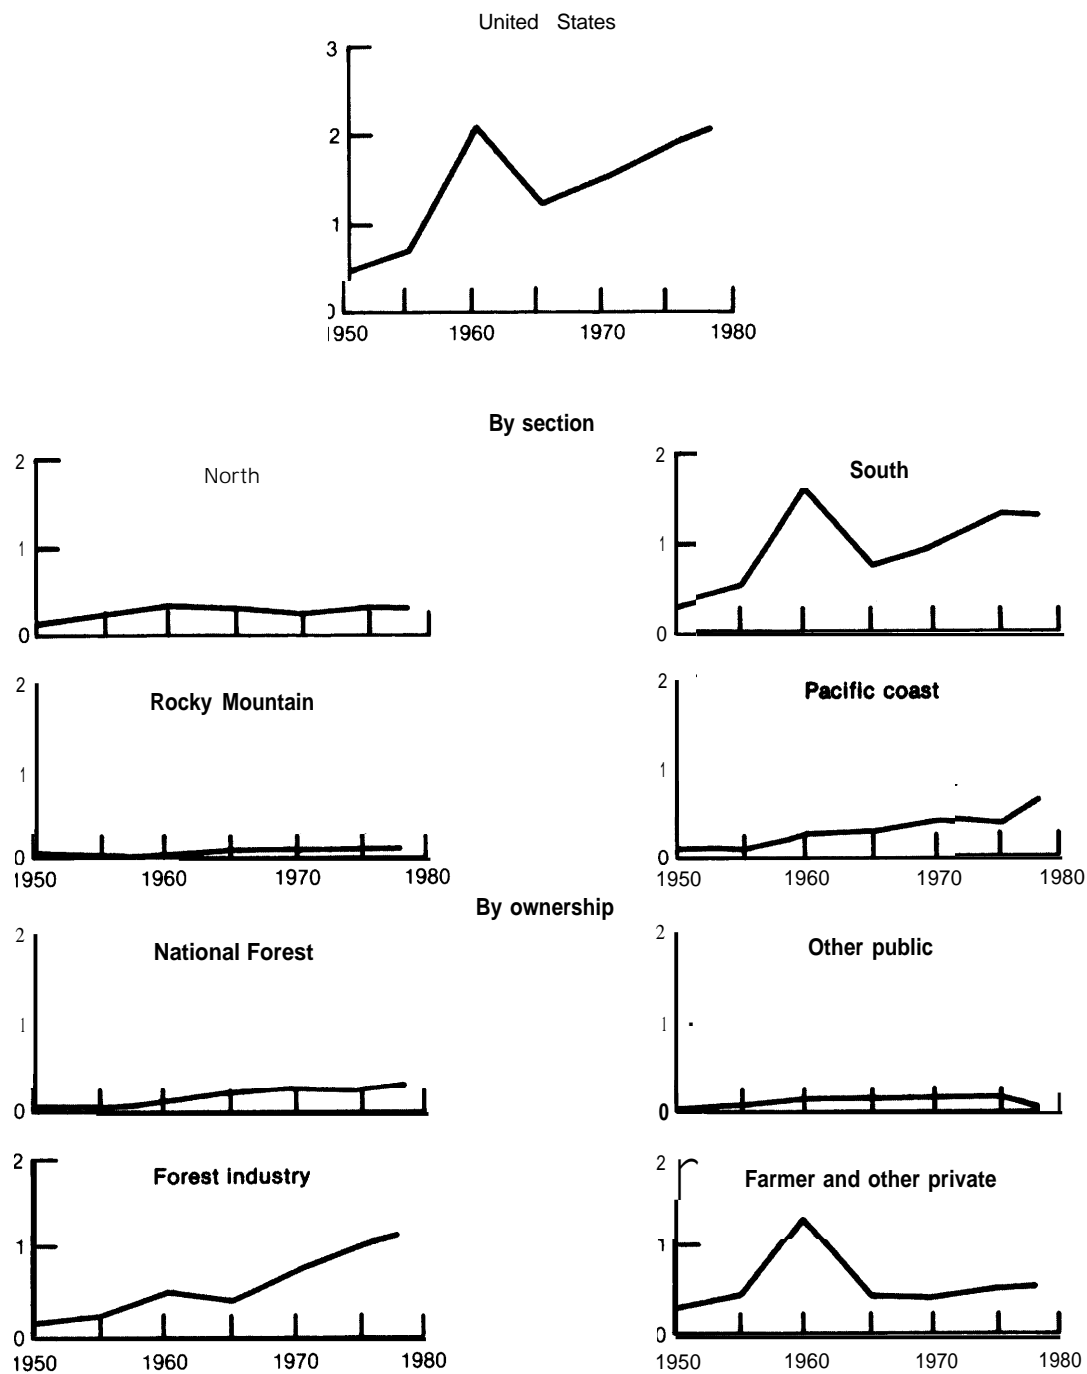 United States
3
2
1
0
1950 1960 1970 1980
By section
North
2
1
0
South
2
1
0
Rocky Mountain
2
1
0
1950 1960 1970 1980
Pacific coast
2
1
0
1950 1960 1970 1980
By ownership
National Forest
2
1
0
Other public
2
1
0
Forest industry
2
1
0
1950 1960 1970 1980
Farmer and other private
2
1
0
1950 1960 1970 1980